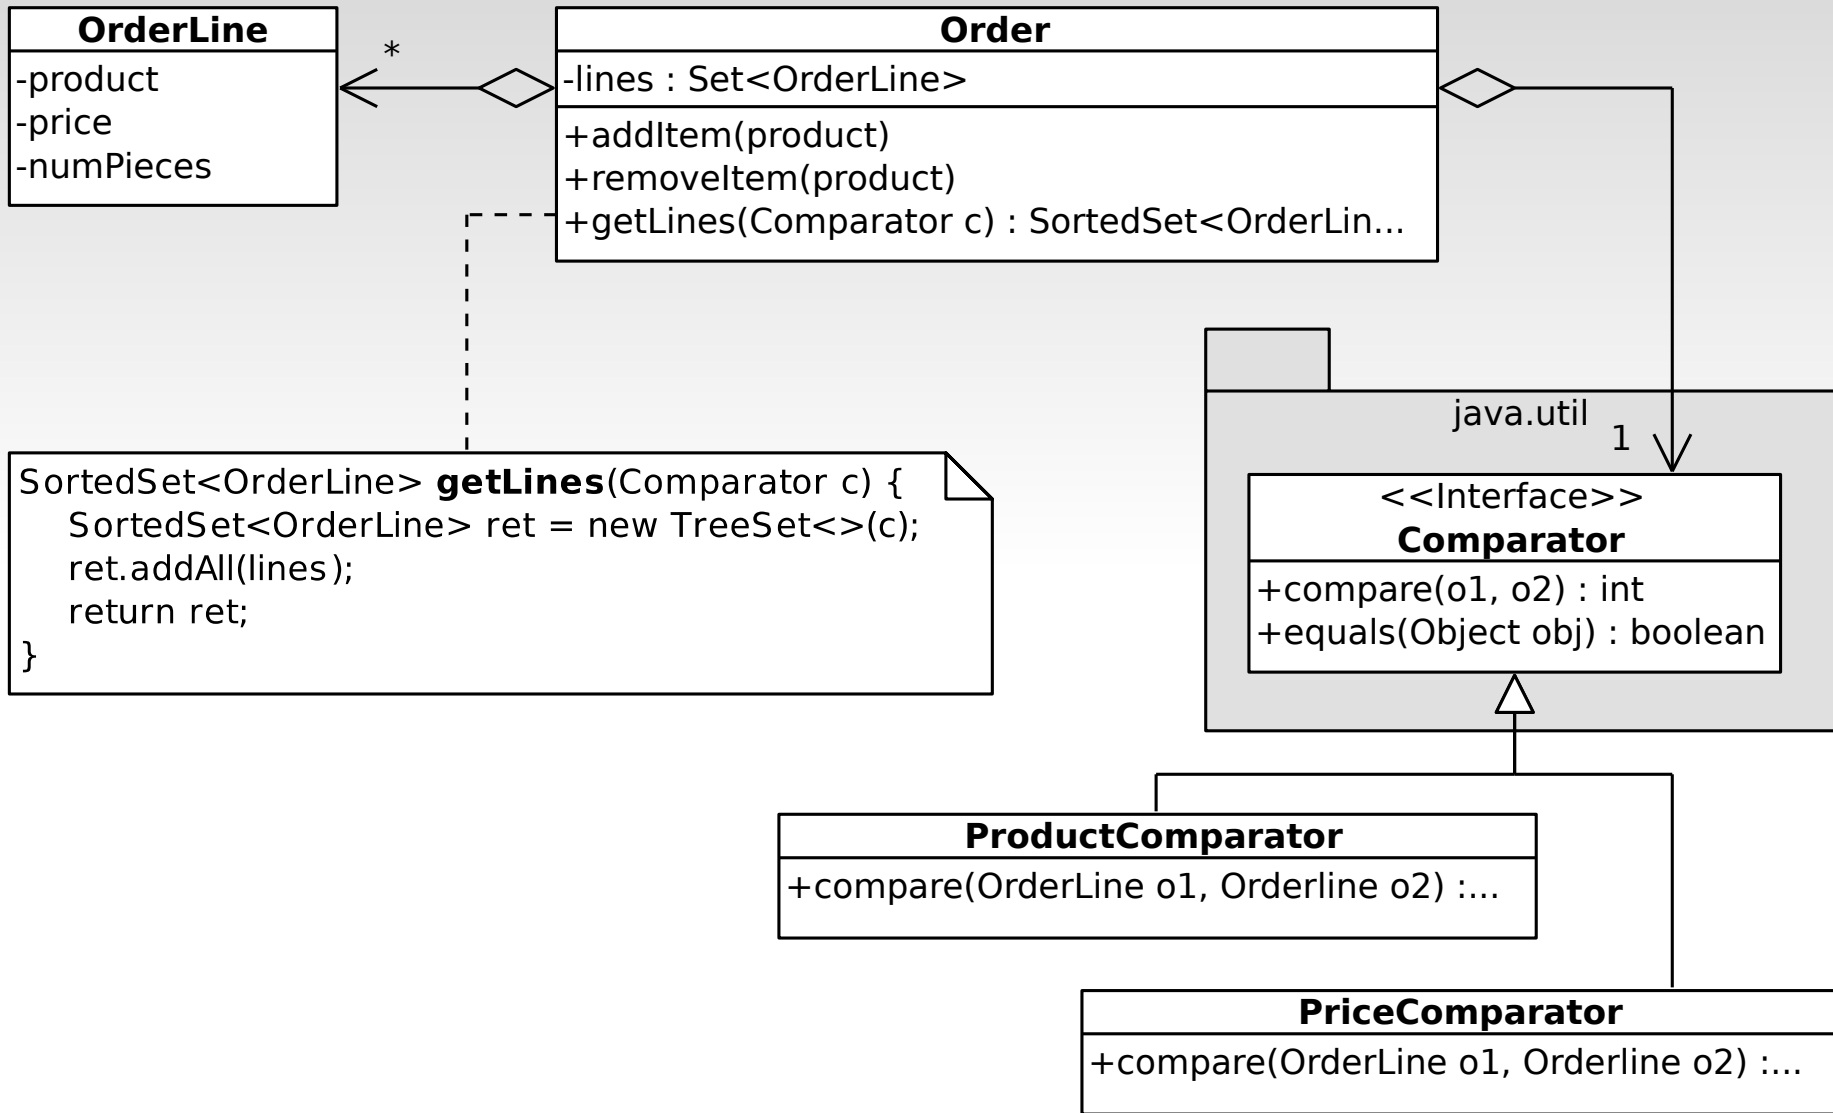 OrderLine
-product
-price
-numPieces
*
Order
-lines : Set<OrderLine>
+addItem(product)
+removeItem(product)
+getLines(Comparator c) : SortedSet<OrderLin...
SortedSet<OrderLine> getLines(Comparator c) {
SortedSet<OrderLine> ret = new TreeSet<>(c);
ret.addAll(lines);
return ret;
}
java.util
1
<<Interface>>
Comparator
+compare(o1, o2) : int
+equals(Object obj) : boolean
ProductComparator
+compare(OrderLine o1, Orderline o2) :...
PriceComparator
+compare(OrderLine o1, Orderline o2) :...